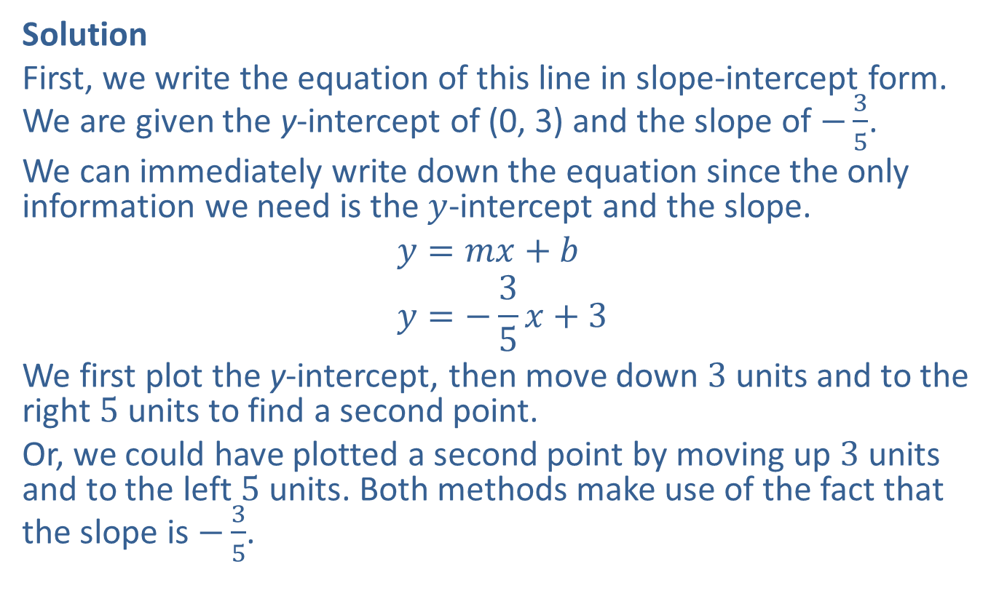 Solution
First, we write the equation of this line in slope-intercept form.
We are given the y-intercept of (0, 3) and the slope of − 3/5.
We can immediately write down the equation since the only
information we need is the y-intercept and the slope.
y = mx + b
y = − 3/5 x + 3
We first plot the y-intercept, then move down 3 units and to the
right 5 units to find a second point.
Or, we could have plotted a second point by moving up 3 units
and to the left 5 units. Both methods make use of the fact that
the slope is − 3/5.